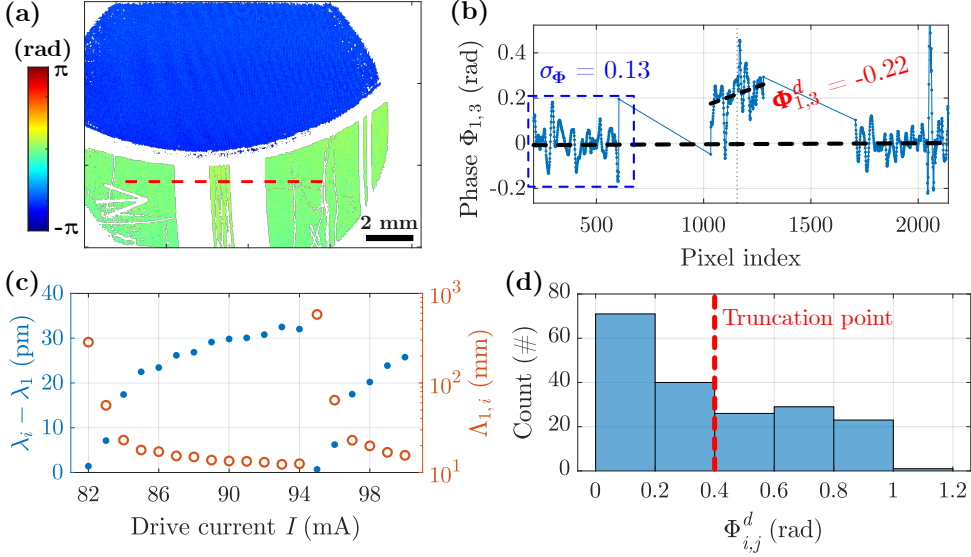 (a)
(rad)
π
0
-π
2 mm
(b)
Phase Φ1,3 (rad)
0.4
0.2
0
-0.2
σΦ = 0.13
Φ^d_1,3 = -0.22
500
1000
1500
2000
Pixel index
(c)
λi − λ1 (pm)
40
30
20
10
0
10^3
10^2
10^1
Λ1,i (mm)
82
86
90
94
98
Drive current I (mA)
(d)
Count (#)
80
60
40
20
0
Truncation point
0
0.2
0.4
0.6
0.8
1
1.2
Φ^d_i,j (rad)